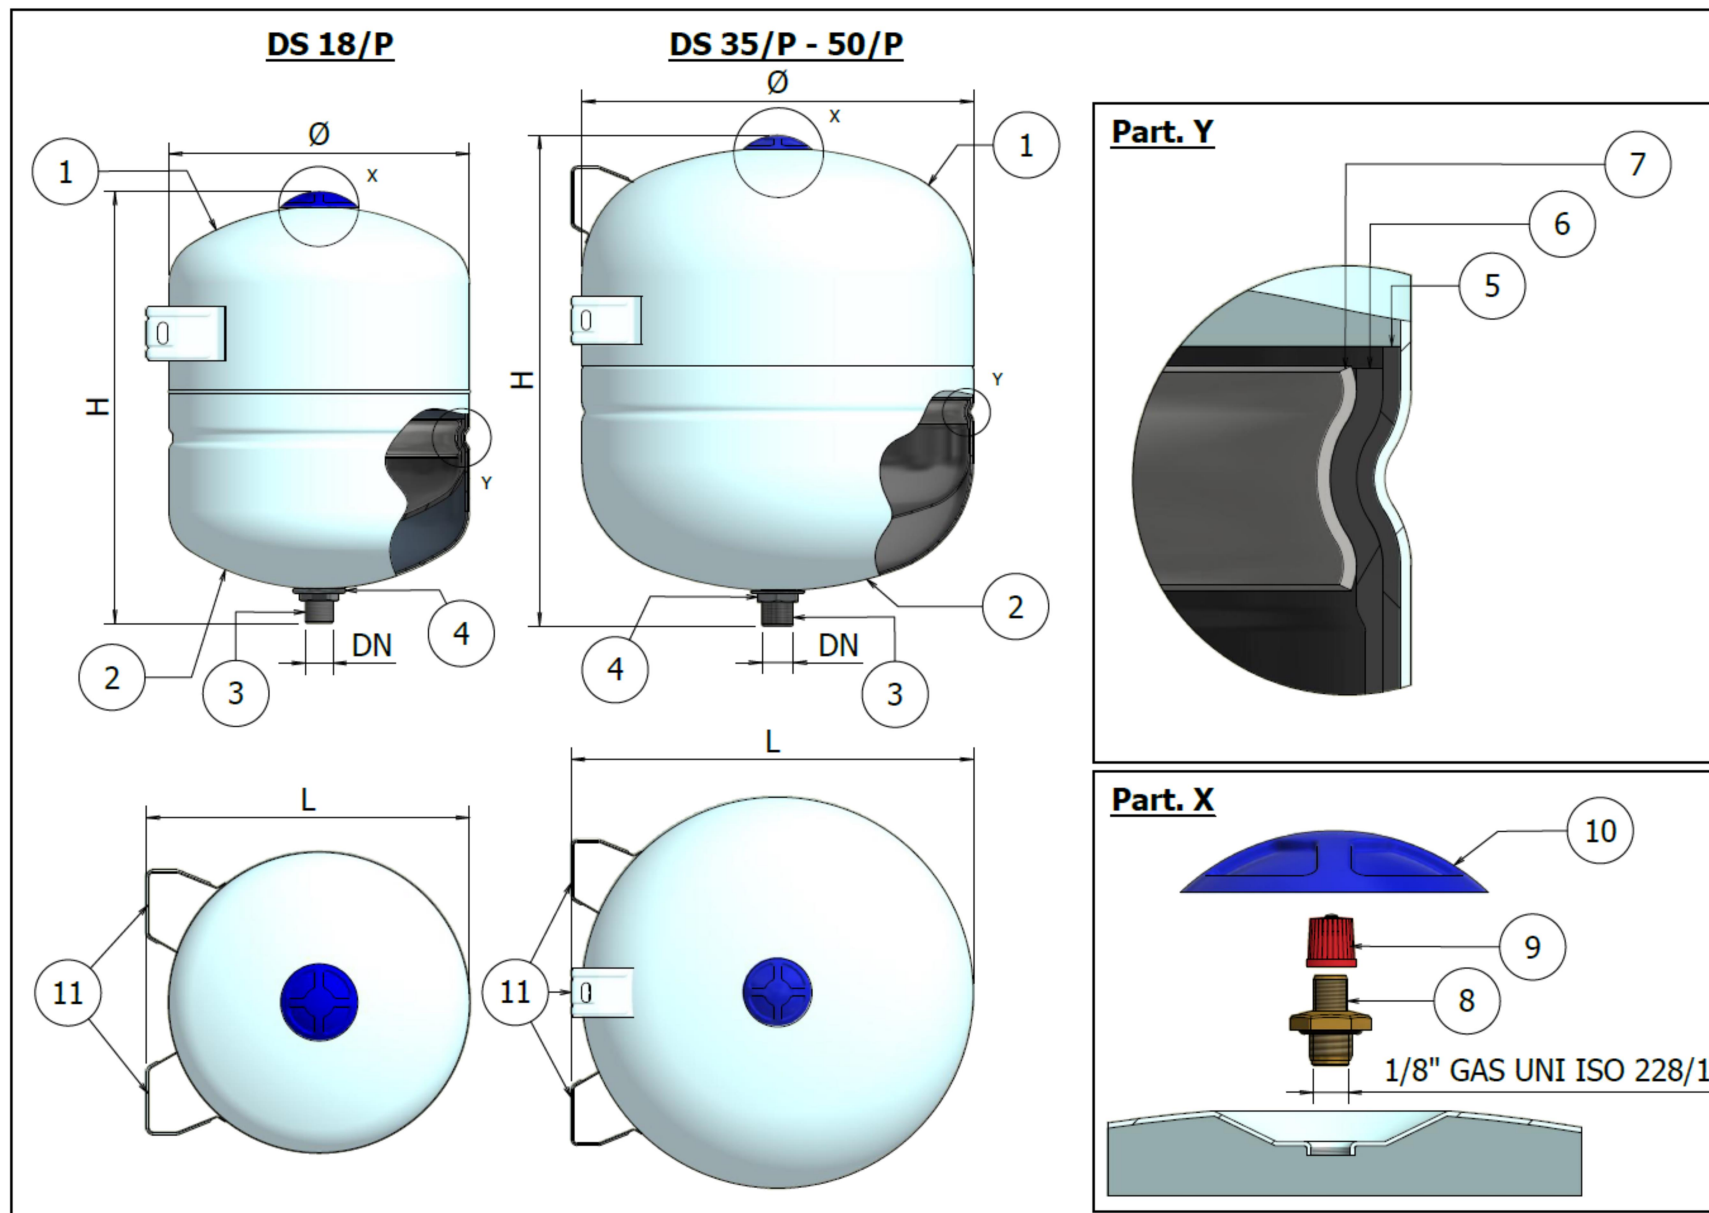 DS 18/P
DS 35/P - 50/P
Ø
Ø
X
X
1
1
H
H
Y
Y
4
2
3
DN
2
4
3
DN
Part. Y
7
6
5
L
L
11
11
Part. X
10
9
8
1/8" GAS UNI ISO 228/1